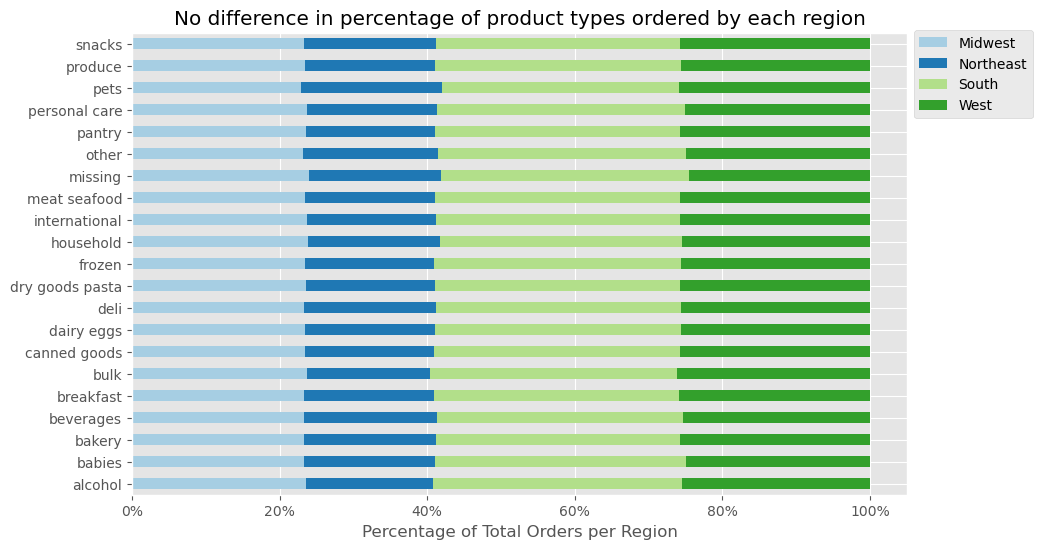 No difference in percentage of product types ordered by each region
snacks
produce
pets
personal care
pantry
other
missing
meat seafood
international
household
frozen
dry goods pasta
deli
dairy eggs
canned goods
bulk
breakfast
beverages
bakery
babies
alcohol
0%
20%
40%
60%
80%
100%
Percentage of Total Orders per Region
Midwest
Northeast
South
West